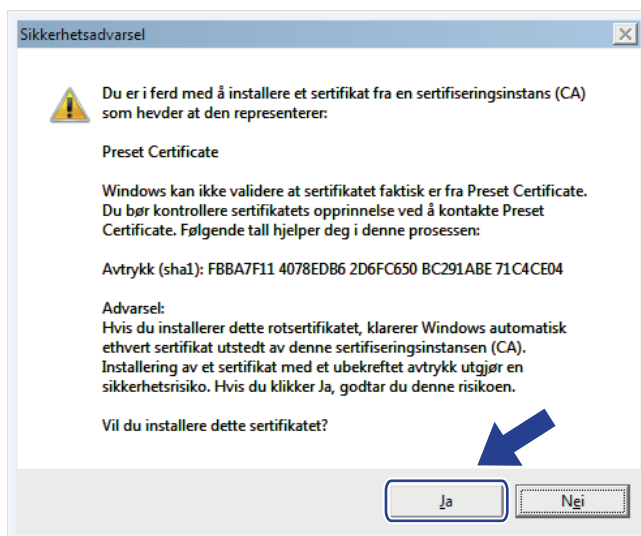 Sikkerhetsadvarsel
Du er i ferd med å installere et sertifikat fra en sertifiseringsinstans (CA)
som hevder at den representerer:
Preset Certificate
Windows kan ikke validere at sertifikatet faktisk er fra Preset Certificate.
Du bør kontrollere sertifikatets opprinnelse ved å kontakte Preset
Certificate. Følgende tall hjelper deg i denne prosessen:
Avtrykk (sha1): FBBA7F11 4078EDB6 2D6FC650 BC291ABE 71C4CE04
Advarsel:
Hvis du installerer dette rotsertifikatet, klarerer Windows automatisk
ethvert sertifikat utstedt av denne sertifiseringsinstansen (CA).
Installering av et sertifikat med et ubekreftet avtrykk utgjør en
sikkerhetsrisiko. Hvis du klikker Ja, godtar du denne risikoen.
Vil du installere dette sertifikatet?
Ja
Nei